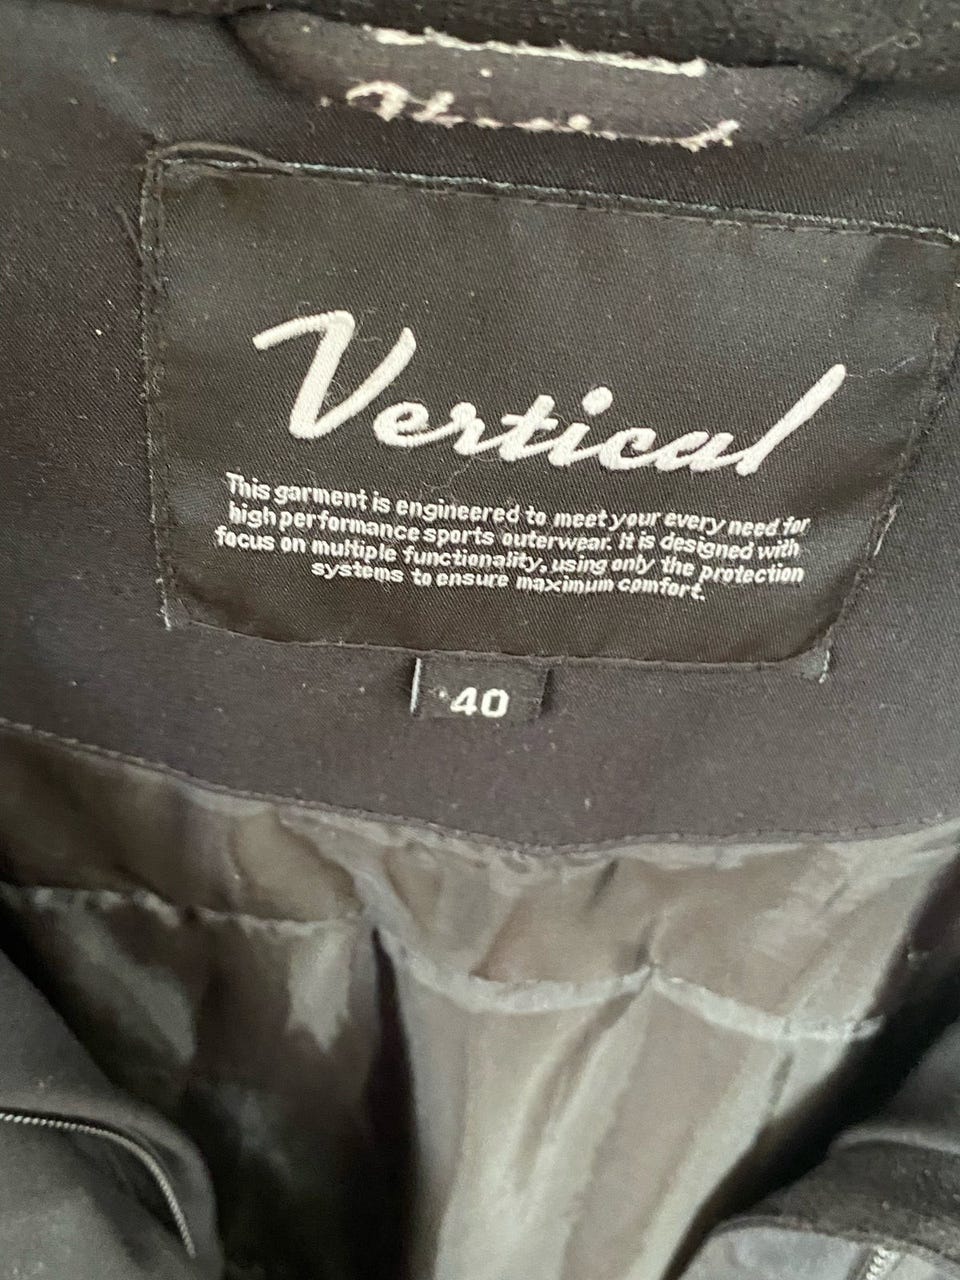 Vertical
Vertical
This garment is engineered to meet your every need for
high performance sports outerwear. It is designed with
focus on multiple functionality, using only the protection
systems to ensure maximum comfort.
40